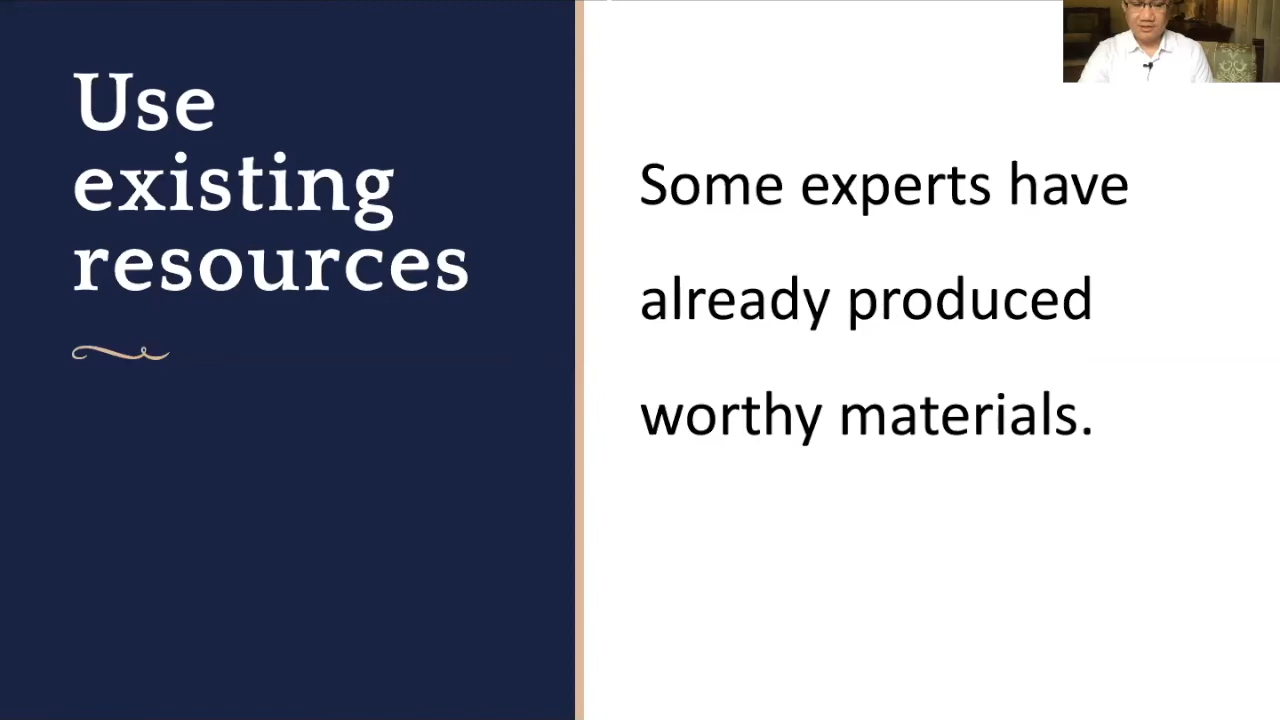 Use
existing
resources
Some experts have
already produced
worthy materials.